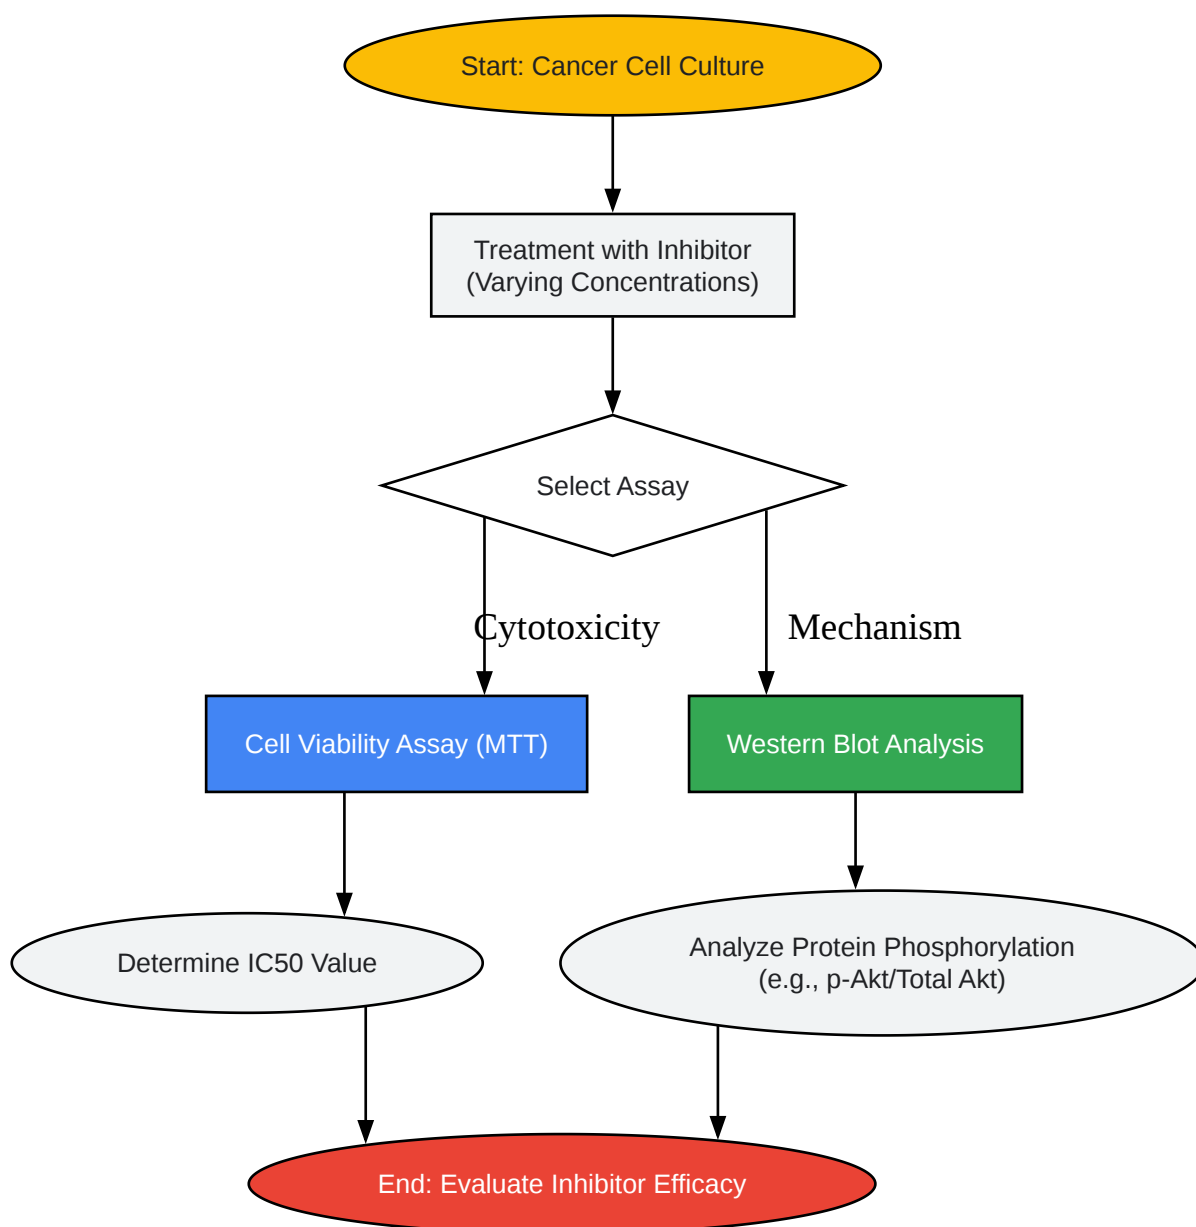 Start: Cancer Cell Culture
Treatment with Inhibitor
(Varying Concentrations)
Select Assay
Cytotoxicity
Mechanism
Cell Viability Assay (MTT)
Western Blot Analysis
Determine IC50 Value
Analyze Protein Phosphorylation
(e.g., p-Akt/Total Akt)
End: Evaluate Inhibitor Efficacy